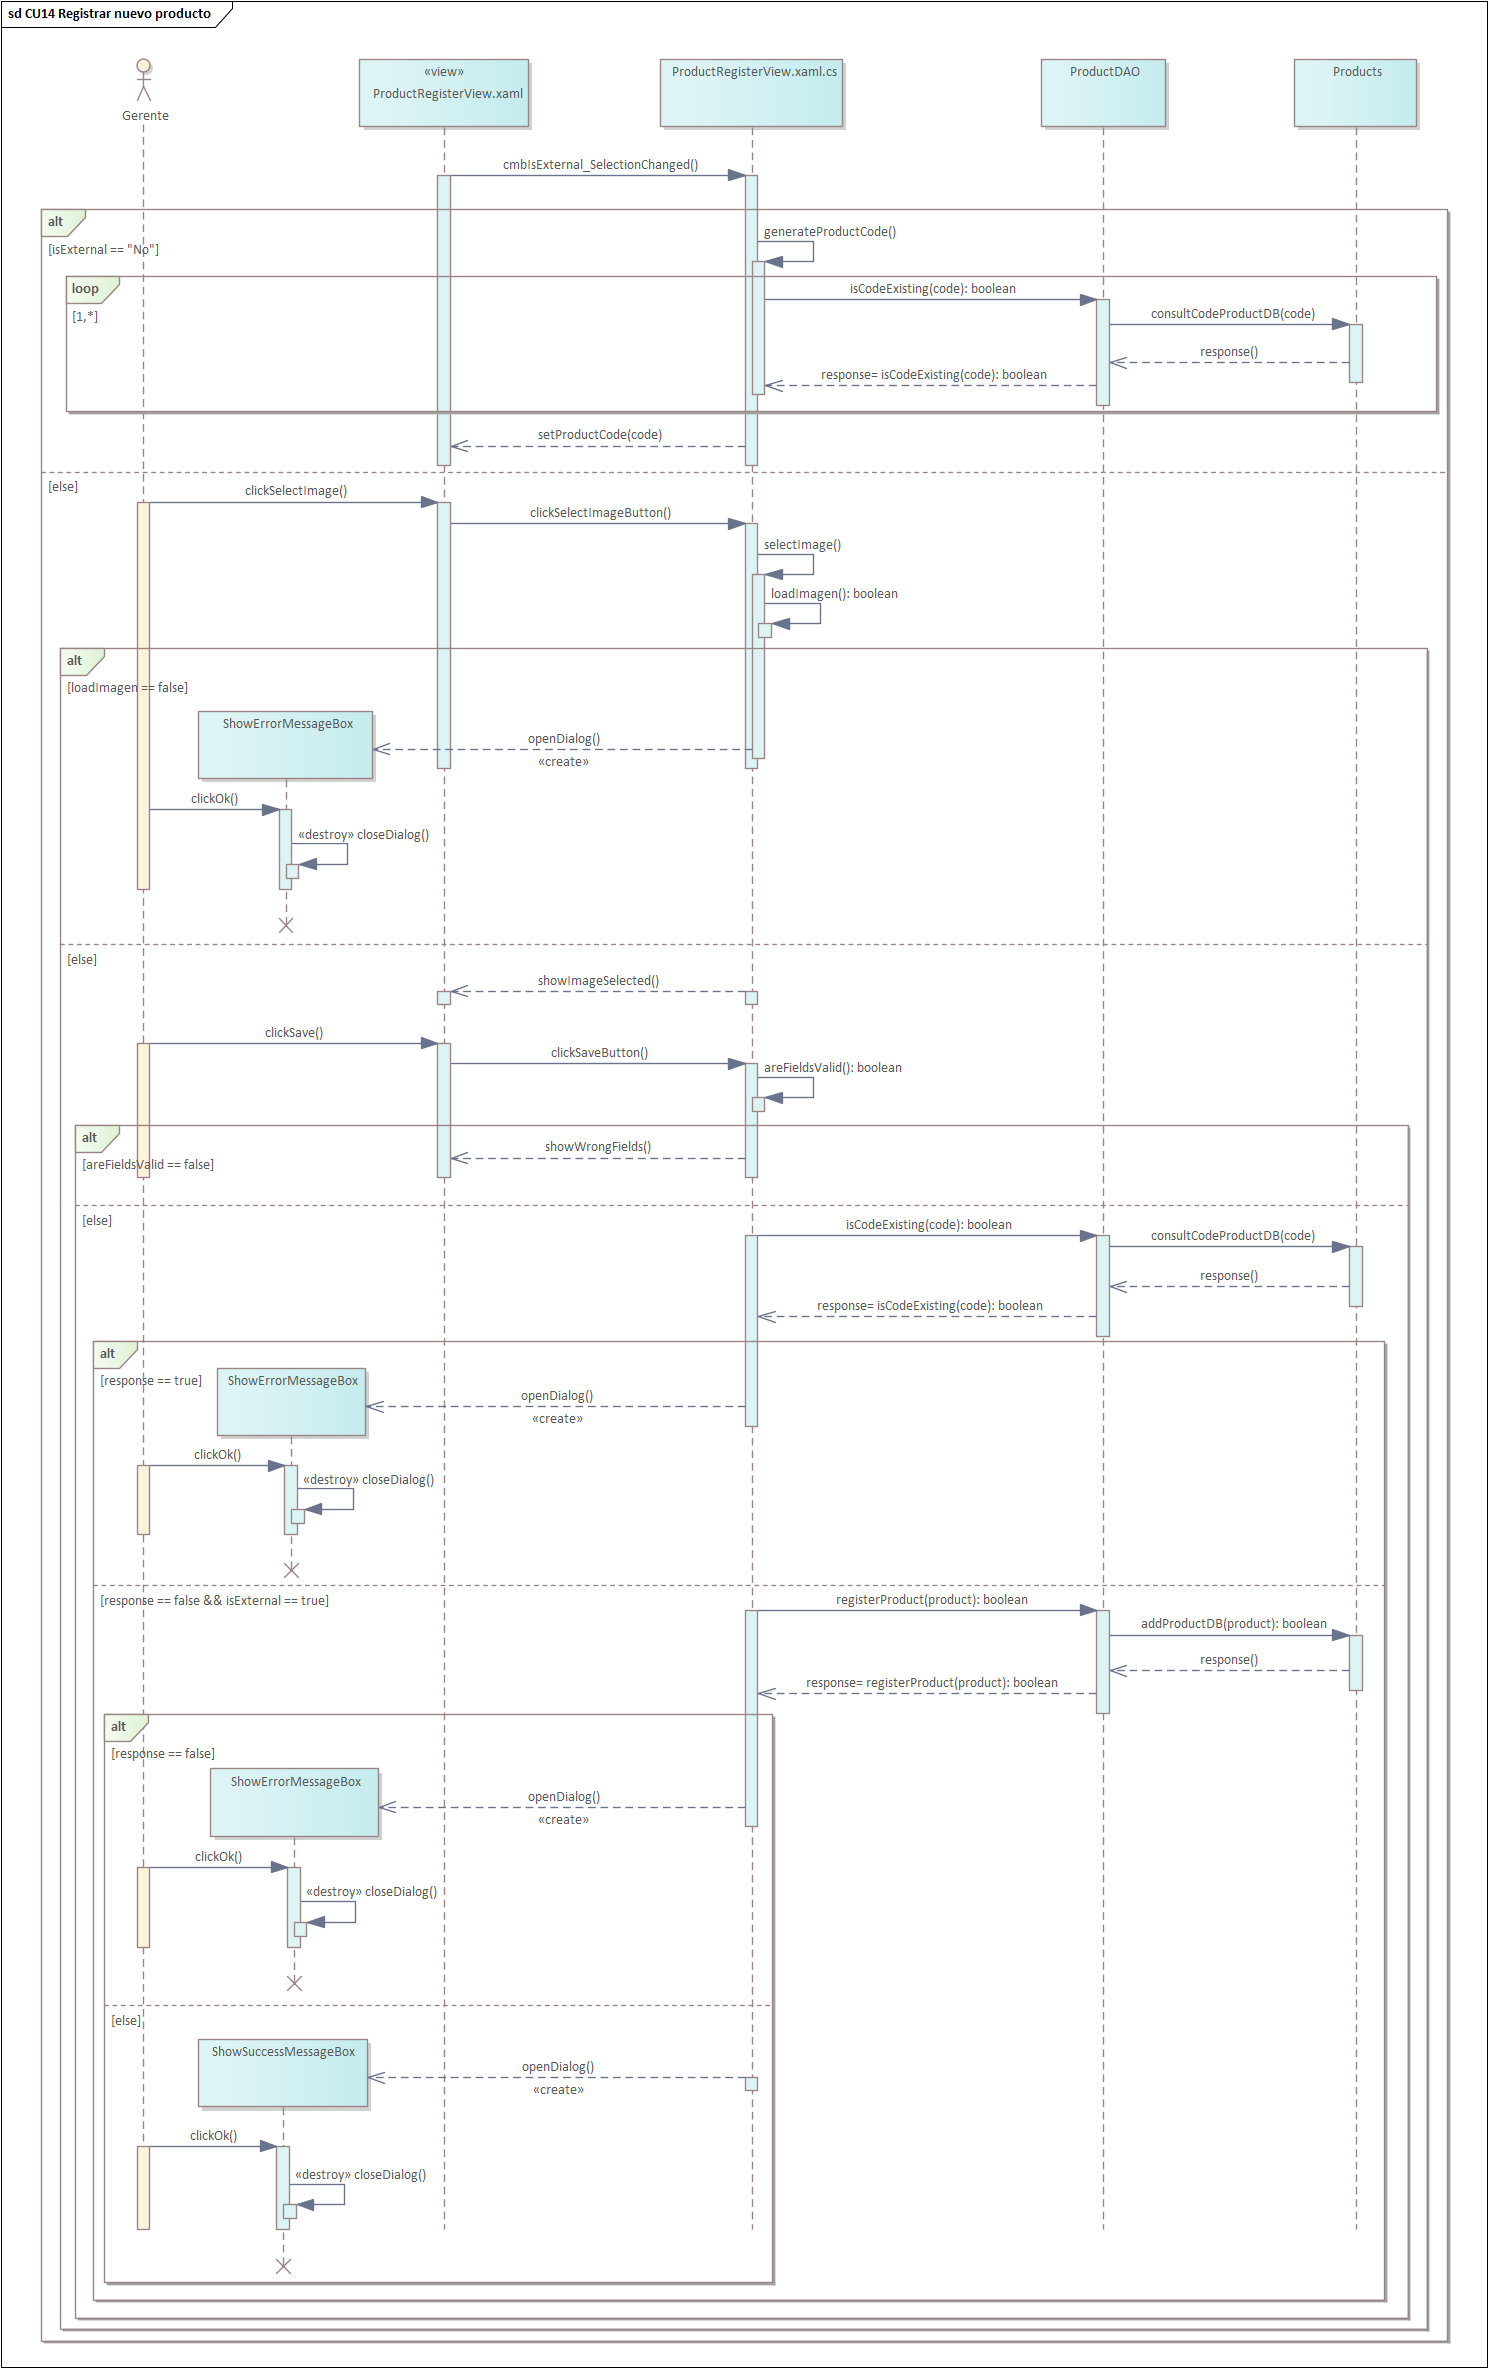 sd CU14 Registrar nuevo producto
Gerente
«view»
ProductRegisterView.xaml
ProductRegisterView.xaml.cs
ProductDAO
Products
cmbIsExternal_SelectionChanged()
alt
[isExternal == "No"]
generateProductCode()
loop
[1,*]
isCodeExisting(code): boolean
consultCodeProductDB(code)
response()
response= isCodeExisting(code): boolean
setProductCode(code)
[else]
clickSelectImage()
clickSelectImageButton()
selectImage()
loadImagen(): boolean
alt
[loadImagen == false]
ShowErrorMessageBox
openDialog()
«create»
clickOk()
«destroy» closeDialog()
[else]
showImageSelected()
clickSave()
clickSaveButton()
areFieldsValid(): boolean
alt
[areFieldsValid == false]
showWrongFields()
[else]
isCodeExisting(code): boolean
consultCodeProductDB(code)
response()
response= isCodeExisting(code): boolean
alt
[response == true]
ShowErrorMessageBox
openDialog()
«create»
clickOk()
«destroy» closeDialog()
[response == false && isExternal == true]
registerProduct(product): boolean
addProductDB(product): boolean
response()
response= registerProduct(product): boolean
alt
[response == false]
ShowErrorMessageBox
openDialog()
«create»
clickOk()
«destroy» closeDialog()
[else]
ShowSuccessMessageBox
openDialog()
«create»
clickOk()
«destroy» closeDialog()